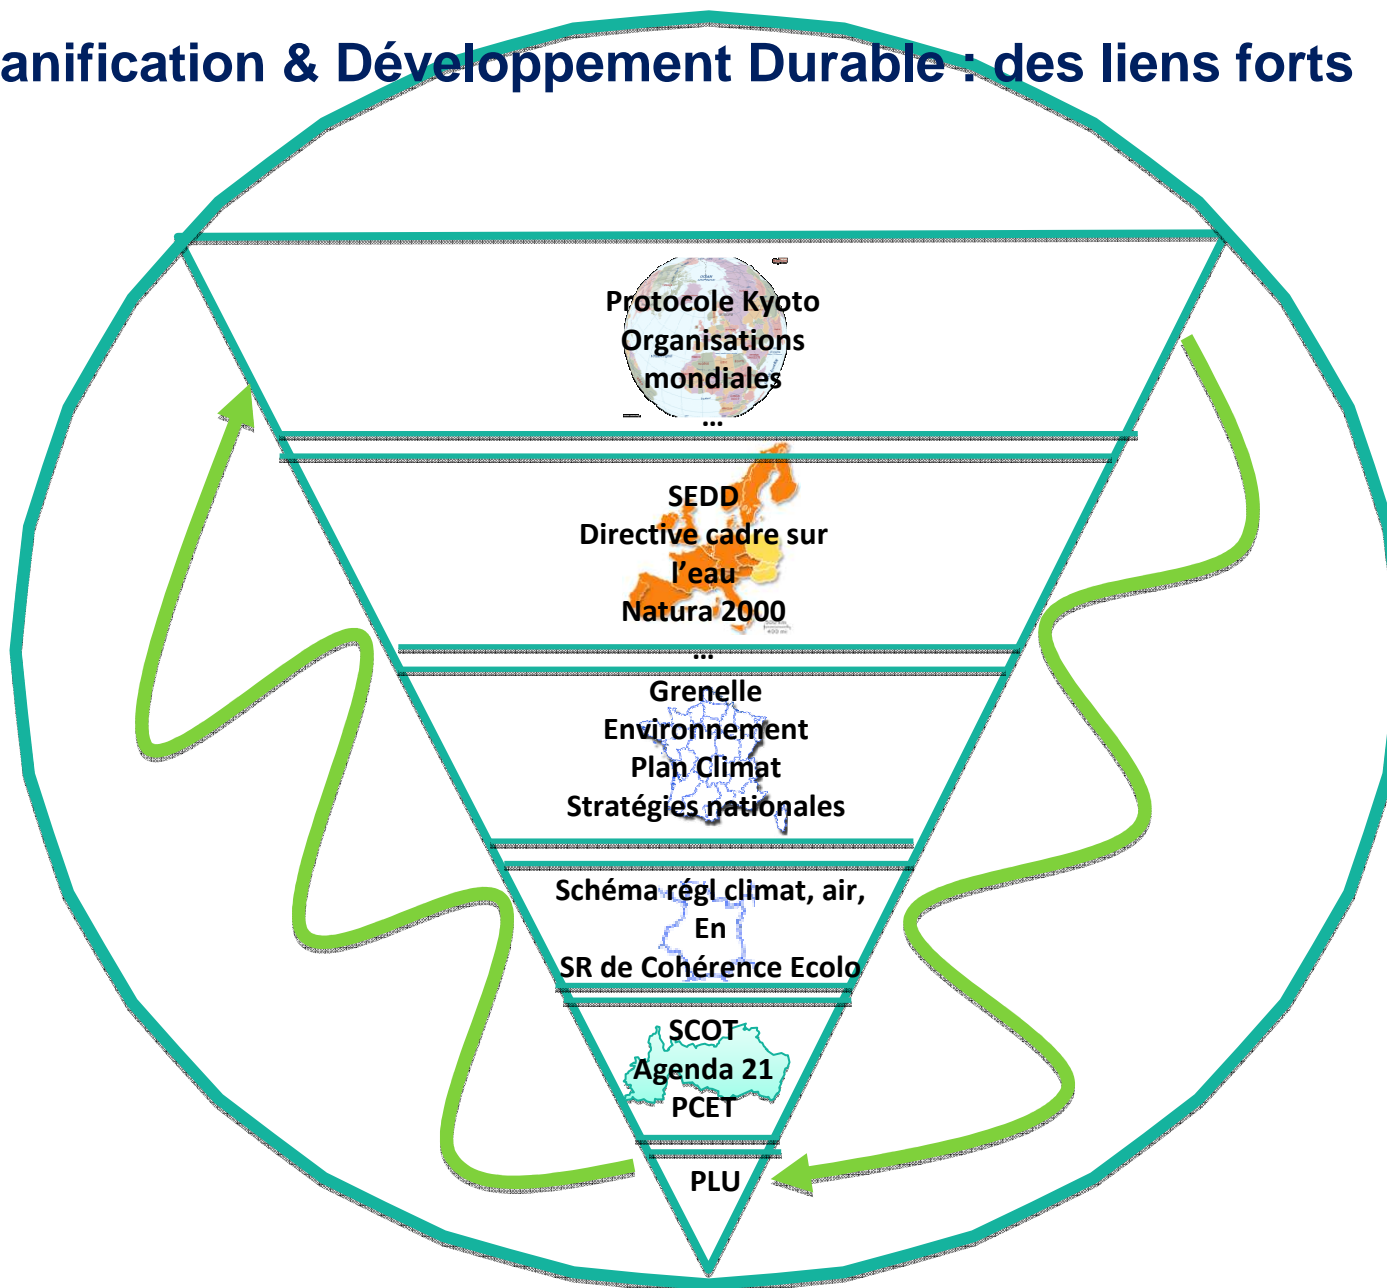 anification & Développement Durable : des liens forts
Protocole Kyoto
Organisations
mondiales
...
SEDD
Directive cadre sur
l’eau
Natura 2000
...
Grenelle
Environnement
Plan Climat
Stratégies nationales
Schéma régl climat, air,
En
SR de Cohérence Ecolo
SCOT
Agenda 21
PCET
PLU